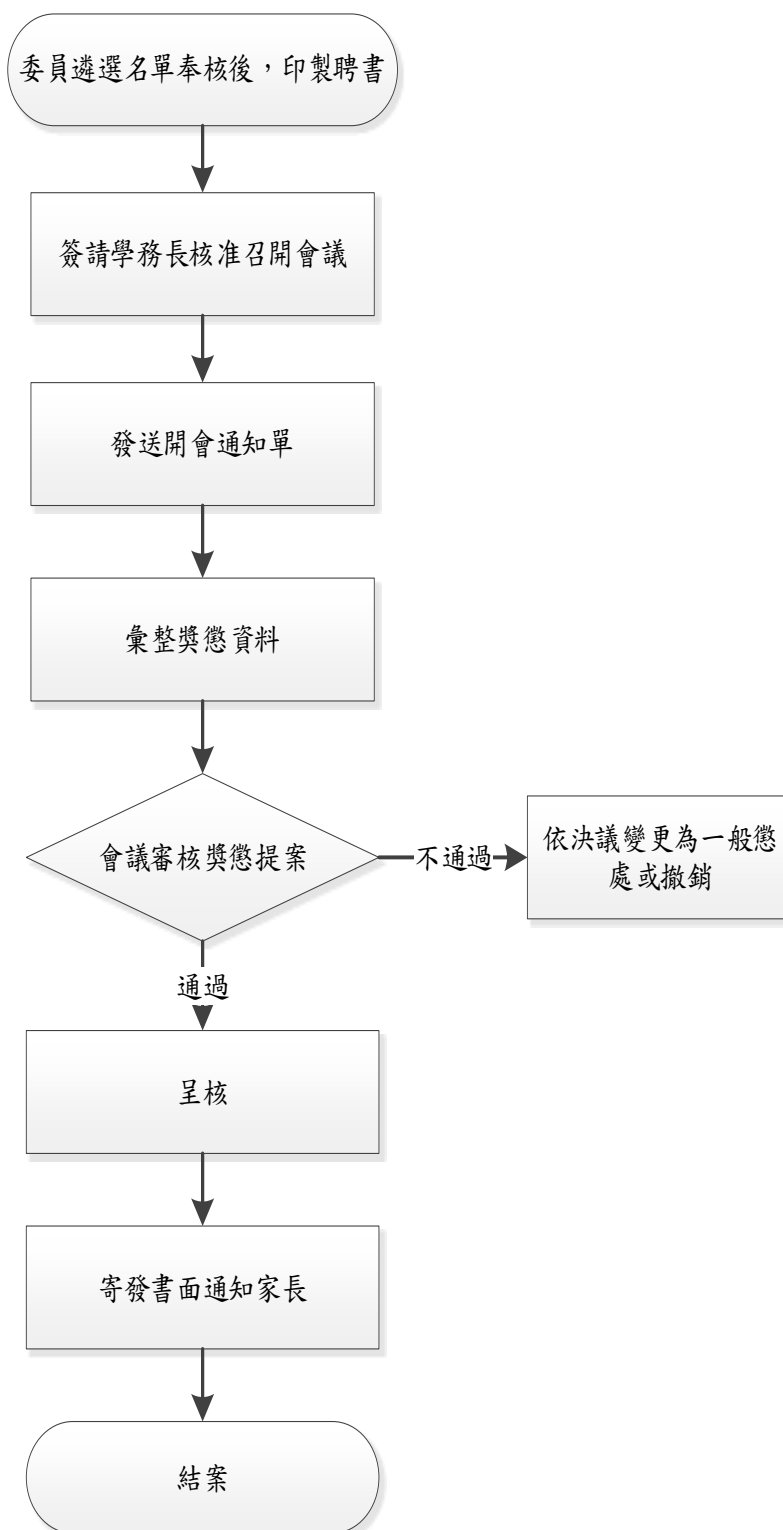 委員遴選名單奉核後，印製聘書
簽請學務長核准召開會議
發送開會通知單
彙整獎懲資料
會議審核獎懲提案
不通過
依決議變更為一般懲
處或撤銷
通過
呈核
寄發書面通知家長
結案